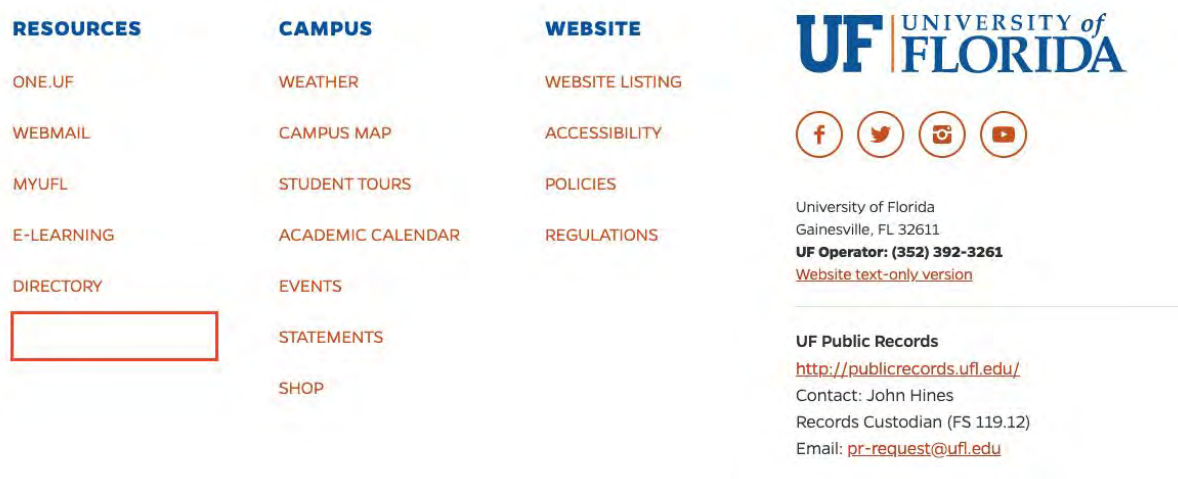 RESOURCES
ONE.UF
WEBMAIL
MYUFL
E-LEARNING
DIRECTORY
CAMPUS
WEATHER
CAMPUS MAP
STUDENT TOURS
ACADEMIC CALENDAR
EVENTS
STATEMENTS
SHOP
WEBSITE
WEBSITE LISTING
ACCESSIBILITY
POLICIES
REGULATIONS
UF UNIVERSITY of
FLORIDA
University of Florida
Gainesville, FL 32611
UF Operator: (352) 392-3261
Website text-only version
UF Public Records
http://publicrecords.ufl.edu/
Contact: John Hines
Records Custodian (FS 119.12)
Email: pr-request@ufl.edu